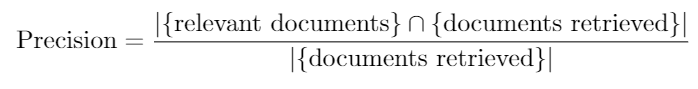 Precision = |{relevant documents} ∩ {documents retrieved}|
|{documents retrieved}|